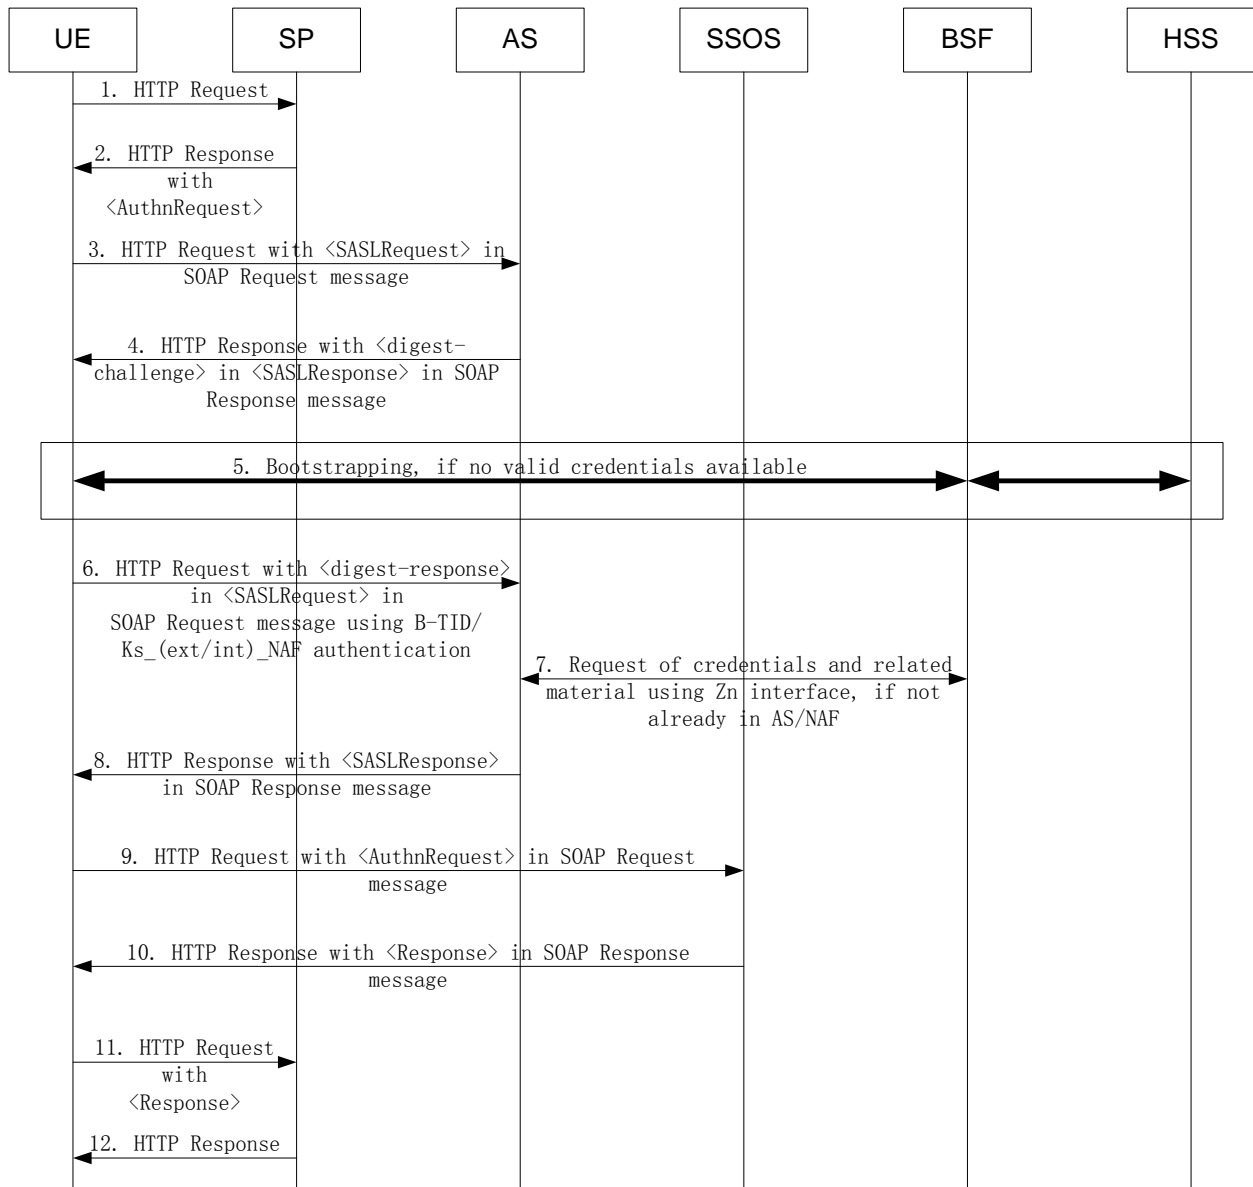 UE
SP
AS
SSOS
BSF
HSS
1. HTTP Request
2. HTTP Response
with
<AuthnRequest>
3. HTTP Request with <SASLRequest> in
SOAP Request message
4. HTTP Response with <digest-
challenge> in <SASLResponse> in SOAP
Response message
5. Bootstrapping, if no valid credentials available
6. HTTP Request with <digest-response>
in <SASLRequest> in
SOAP Request message using B-TID/
Ks_(ext/int)_NAF authentication
7. Request of credentials and related
material using Zn interface, if not
already in AS/NAF
8. HTTP Response with <SASLResponse>
in SOAP Response message
9. HTTP Request with <AuthnRequest> in SOAP Request
message
10. HTTP Response with <Response> in SOAP Response
message
11. HTTP Request
with
<Response>
12. HTTP Response